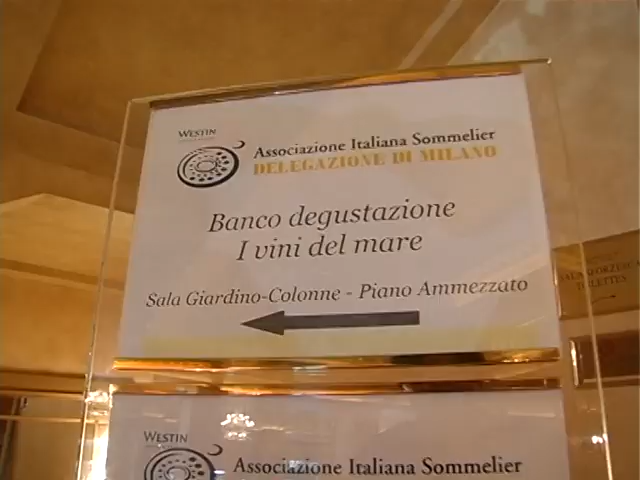 WESTIN
Associazione Italiana Sommelier
DELEGAZIONE DI MILANO
Banco degustazione
I vini del mare
Sala Giardino-Colonne - Piano Ammezzato
TOILETTES
WESTIN
Associazione Italiana Sommelier